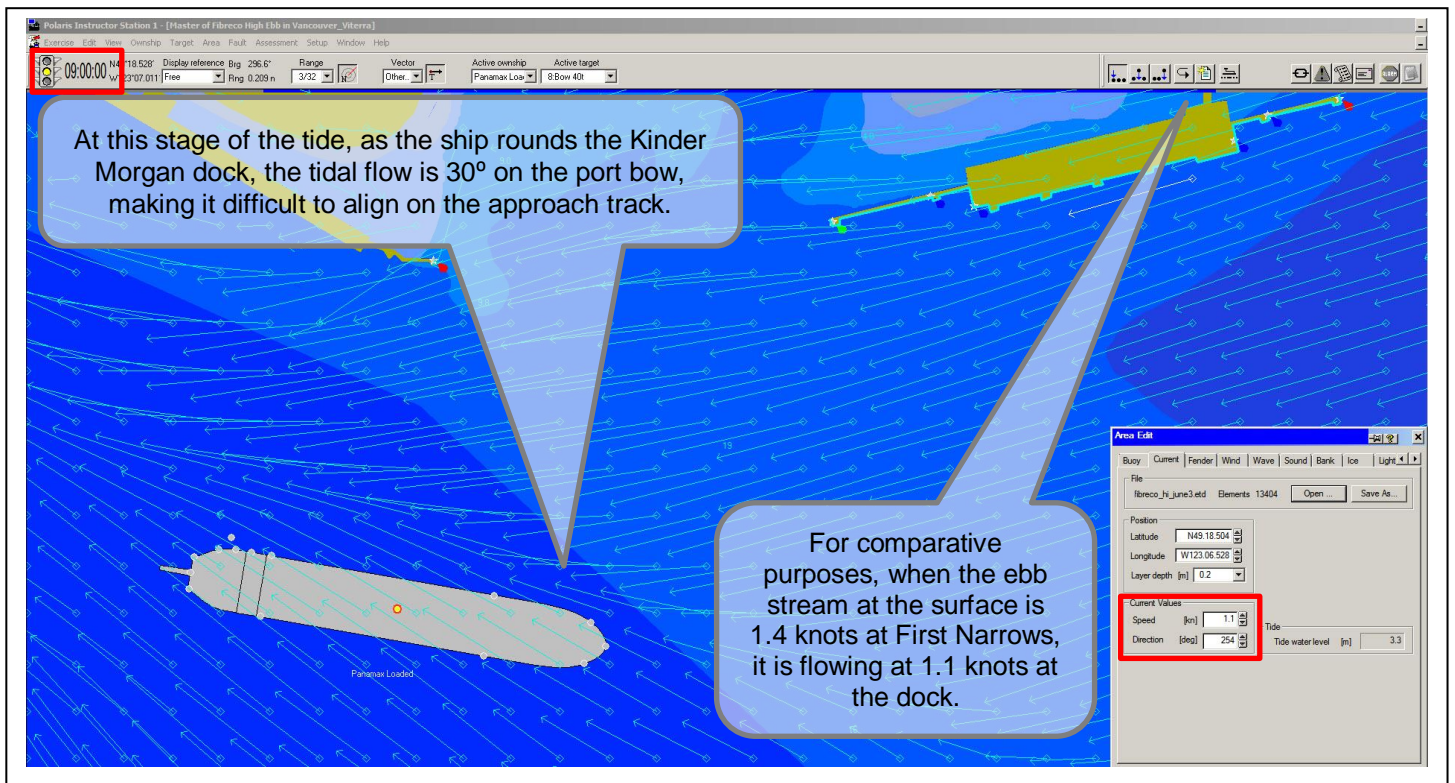 Polaris Instructor Station 1 - [Master of Fibreco High Ebb in Vancouver_Viterra]
Exercise Edit View Ownship Target Area Fault Assessment Setup Window Help
09:00:00
18.528' Display reference Brg 296.6° Range Vector Active ownship Active target
W 23°07.011' Free Rng 0.209 n 3/32 Other... Panamax Loa 8:Bow 40t
At this stage of the tide, as the ship rounds the Kinder
Morgan dock, the tidal flow is 30º on the port bow,
making it difficult to align on the approach track.
19
Panamax Loaded
For comparative
purposes, when the ebb
stream at the surface is
1.4 knots at First Narrows,
it is flowing at 1.1 knots at
the dock.
Area Edit
Buoy Current Fender Wind Wave Sound Bank Ice Light
File
fibreco_hi_june3.etd Elements 13404 Open ... Save As...
Position
Latitude N49.18.504
Longitude W123.06.528
Layer depth [m] 0.2
Current Values
Speed [kn] 1.1
Direction [deg] 254
Tide
Tide water level [m] 3.3